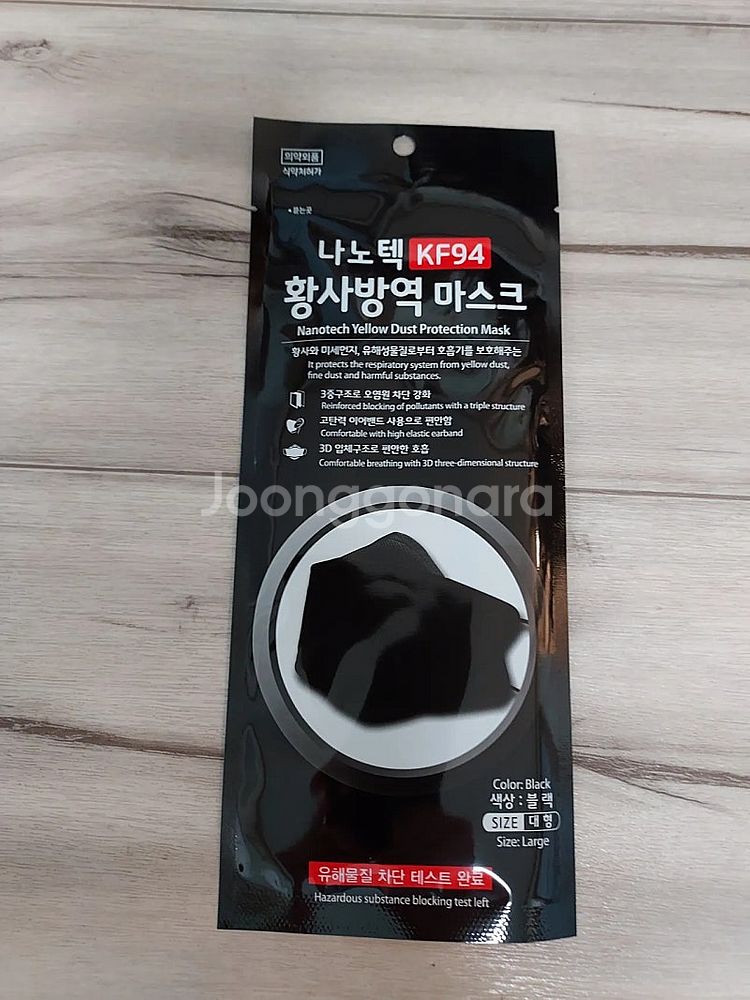 의약외품
식약처허가
• 뜯는곳
나노텍 KF94
황사방역 마스크
Nanotech Yellow Dust Protection Mask
황사와 미세먼지, 유해성물질로부터 호흡기를 보호해주는
It protects the respiratory system from yellow dust,
fine dust and harmful substances.
3중구조로 오염원 차단 강화
Reinforced blocking of pollutants with a triple structure
고탄력 이어밴드 사용으로 편안함
Comfortable with high elastic earband
3D 입체구조로 편안한 호흡
Comfortable breathing with 3D three-dimensional structure
Joonggonara
Color: Black
색상 : 블랙
SIZE 대형
Size: Large
유해물질 차단 테스트 완료
Hazardous substance blocking test left